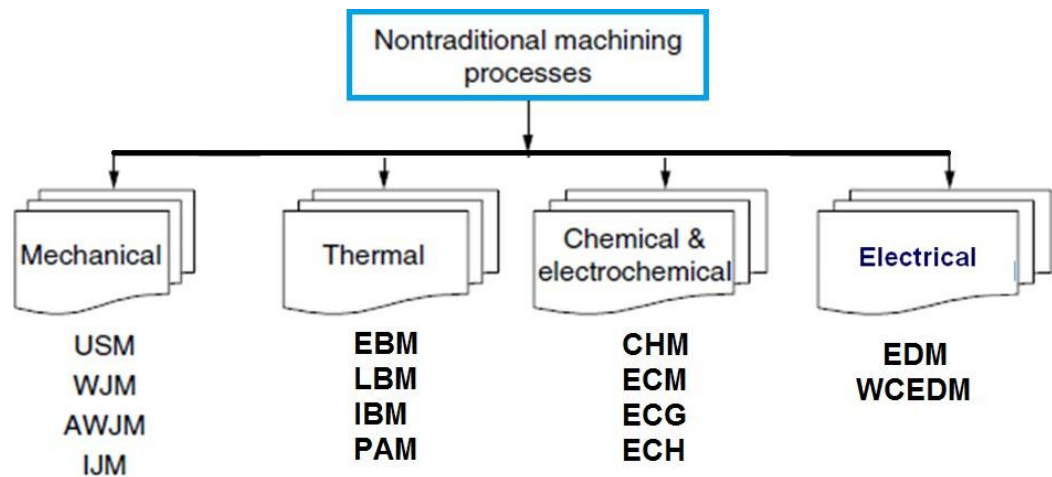 Nontraditional machining
processes
Mechanical
Thermal
Chemical &
electrochemical
Electrical
USM
WJM
AWJM
IJM
EBM
LBM
IBM
PAM
CHM
ECM
ECG
ECH
EDM
WCEDM